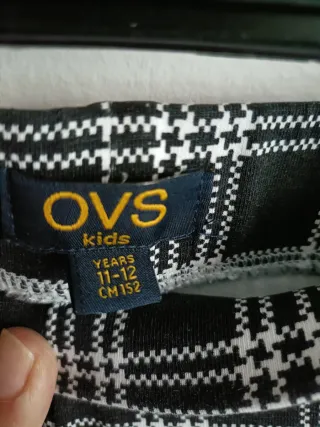 OVS
kids
YEARS
11-12
CM 152